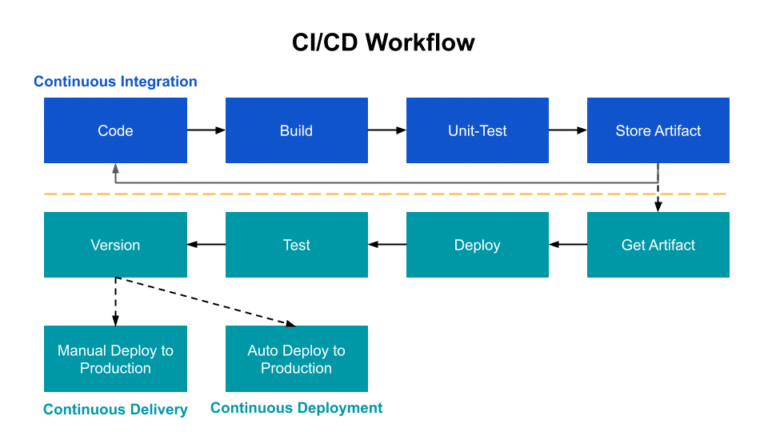 CI/CD Workflow
Continuous Integration
Code
Build
Unit-Test
Store Artifact
Version
Test
Deploy
Get Artifact
Manual Deploy to
Production
Auto Deploy to
Production
Continuous Delivery
Continuous Deployment